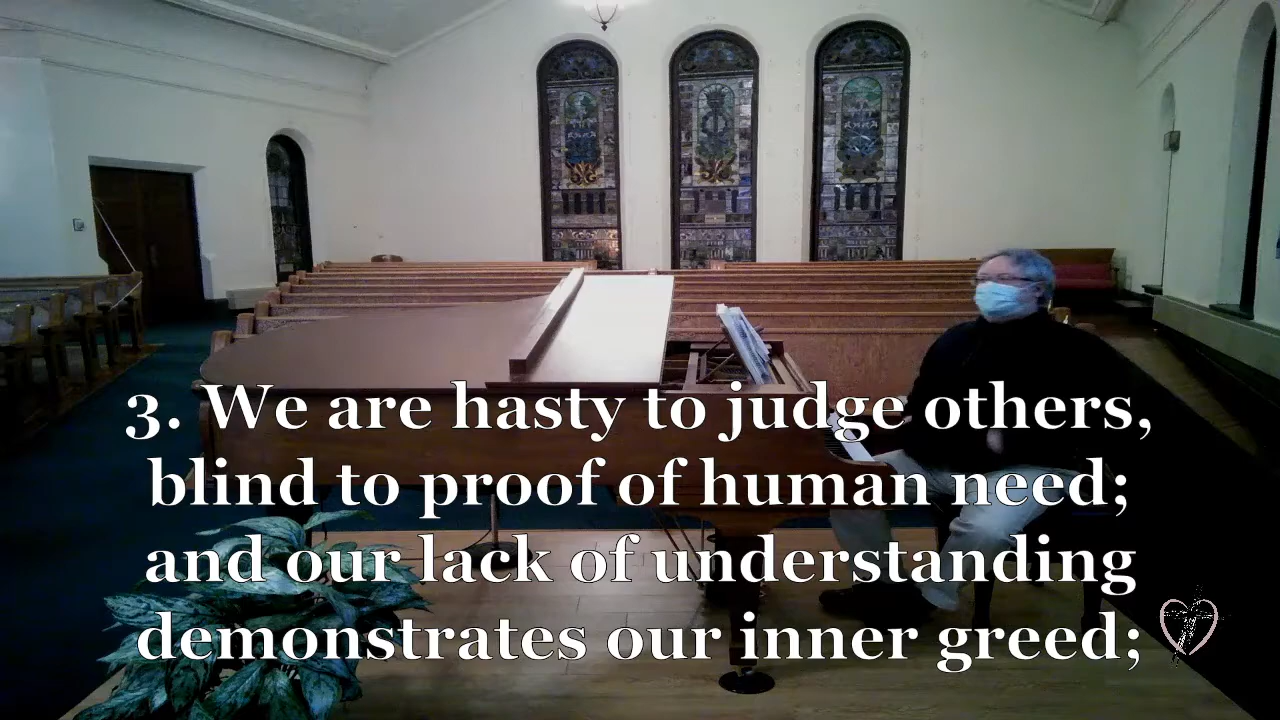 3. We are hasty to judge others,
blind to proof of human need;
and our lack of understanding
demonstrates our inner greed;